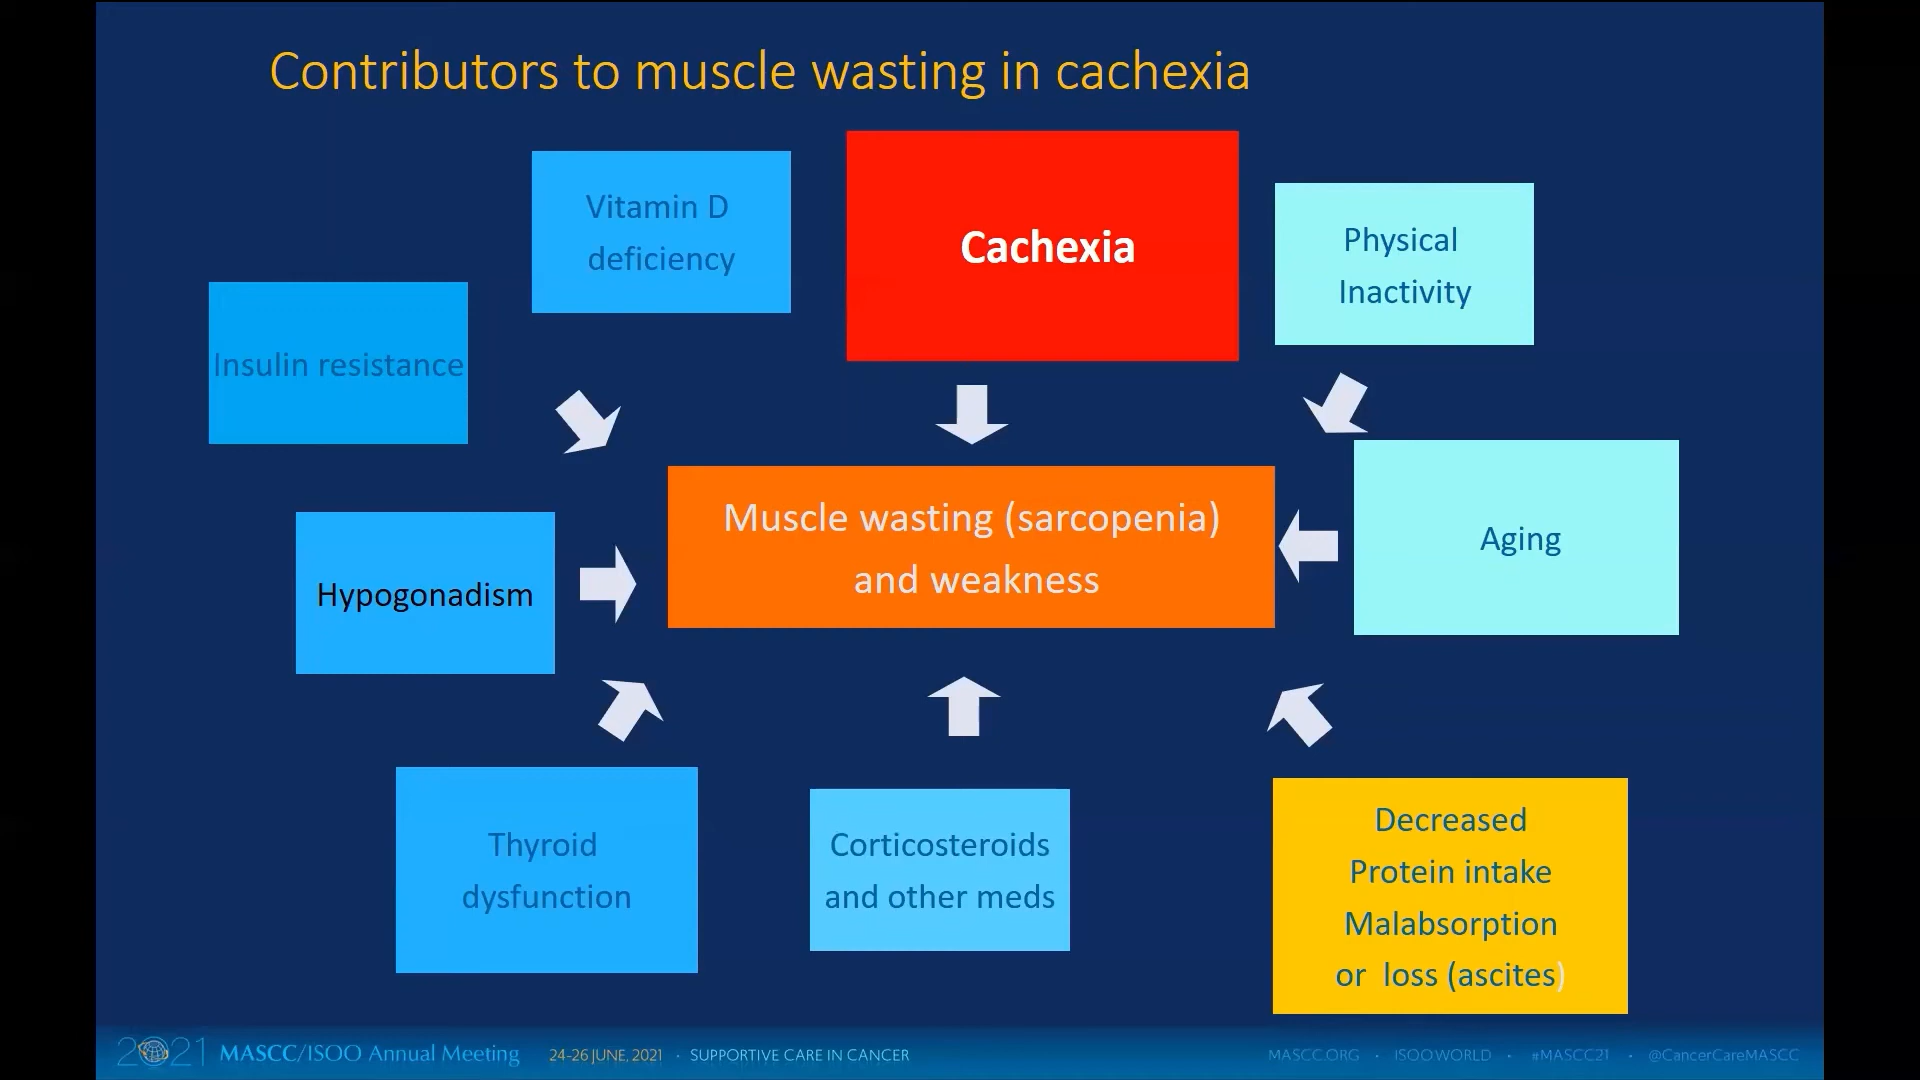 Contributors to muscle wasting in cachexia
Vitamin D
deficiency
Cachexia
Physical
Inactivity
Insulin resistance
Muscle wasting (sarcopenia)
and weakness
Aging
Hypogonadism
Thyroid
dysfunction
Corticosteroids
and other meds
Decreased
Protein intake
Malabsorption
or loss (ascites)
2021 MASCC/ISOO Annual Meeting 24-26 JUNE, 2021 · SUPPORTIVE CARE IN CANCER
MASCC.ORG · ISOOWORLD · #MASCC21 · @CancerCareMASCC